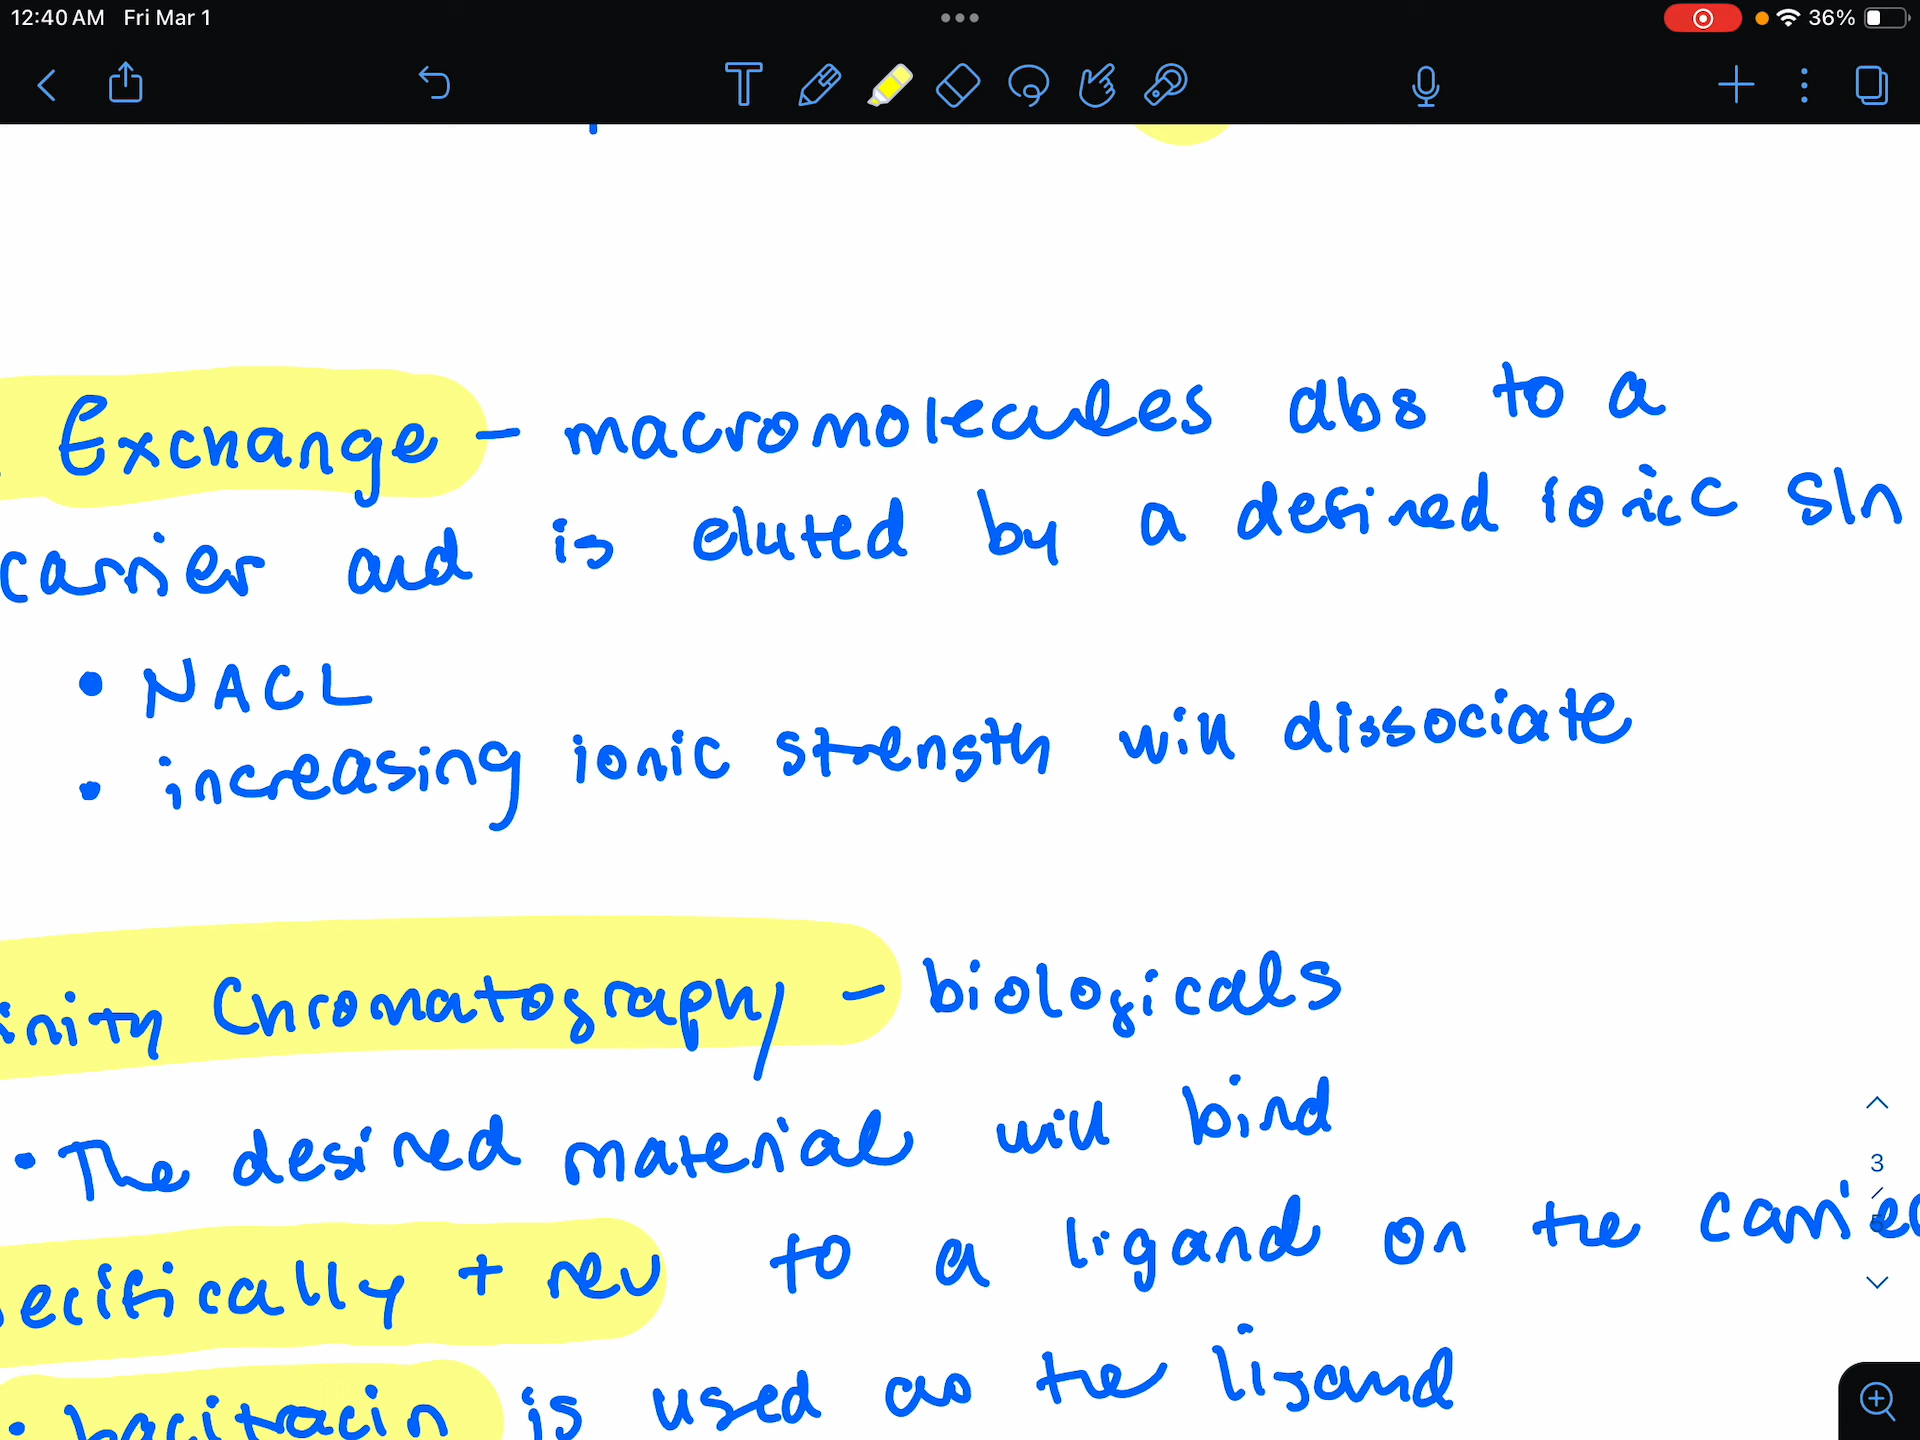 12:40 AM Fri Mar 1
36%
Exchange - macromolecules abs to a
carrier and is eluted by a defined ionic sln
• NACL
• increasing ionic strength will dissociate
inity Chromatography - biologicals
• The desired material will bind
3
ecifically + rev to a ligand on the carrier
• bacitracin is used as the ligand